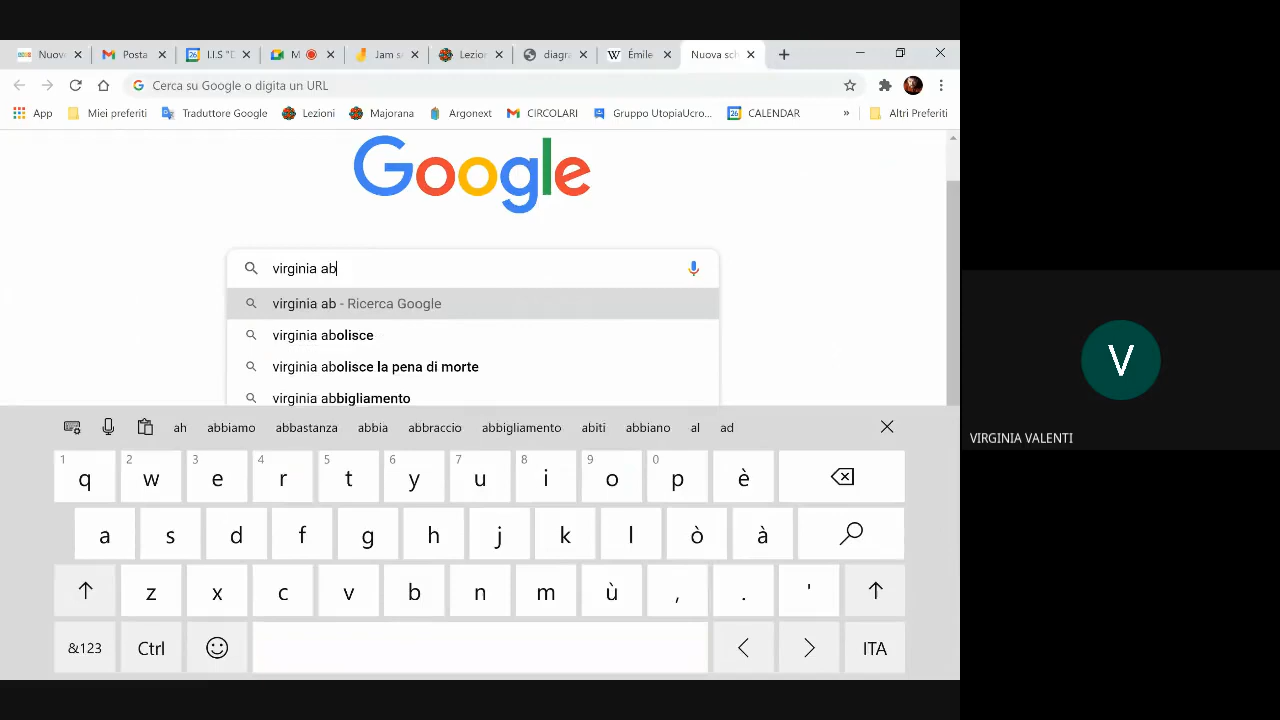 Nuov
Posta
I.I.S "D
M
Jam s
Lezion
diagra
Émile
Nuova sch
Cerca su Google o digita un URL
App
Miei preferiti
Traduttore Google
Lezioni
Majorana
Argonext
CIRCOLARI
Gruppo UtopiaUcro...
CALENDAR
»
Altri Preferiti
Google
virginia ab
virginia ab - Ricerca Google
virginia abolisce
virginia abolisce la pena di morte
virginia abbigliamento
ah abbiamo abbastanza abbia abbraccio abbigliamento abiti abbiano al ad
1 2 3 4 5 6 7 8 9 0
q w e r t y u i o p è
a s d f g h j k l ò à
z x c v b n m ù , . '
&123 Ctrl ITA
V
VIRGINIA VALENTI